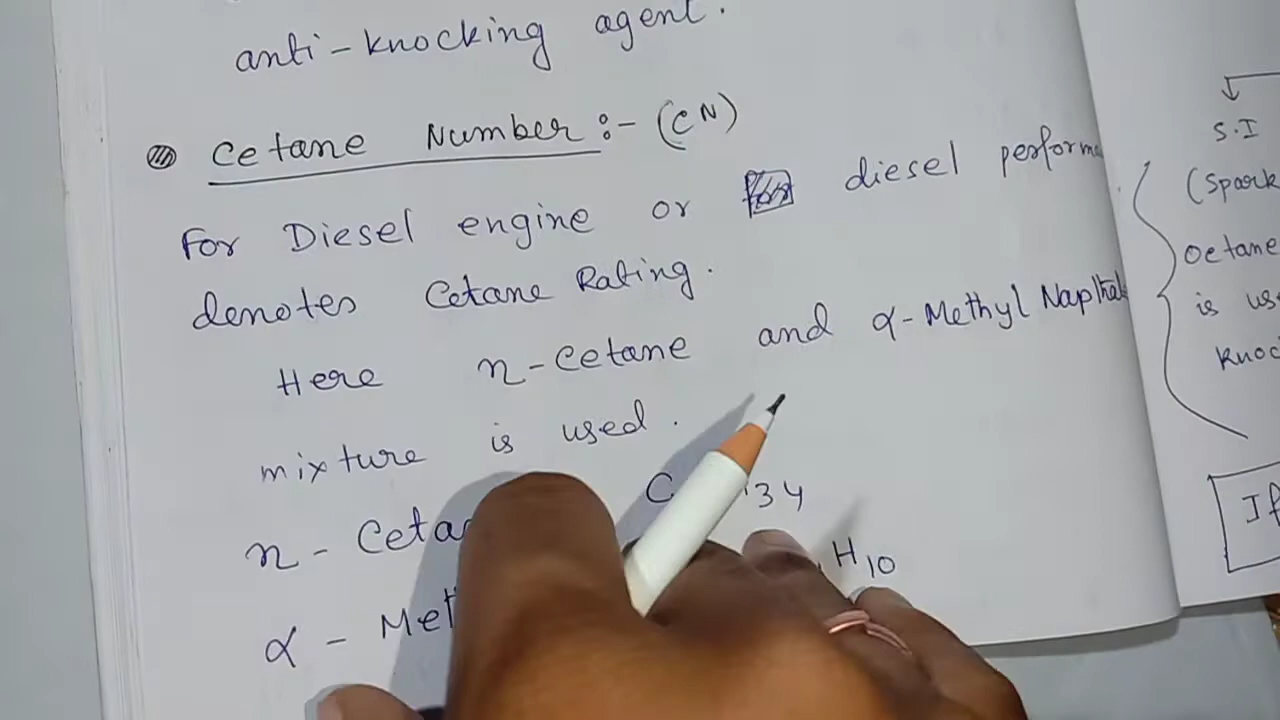 anti-knocking agent.
Cetane Number :- (CN)
For Diesel engine or diesel performa
denotes Cetane Rating.
Here n-Cetane and α-Methyl Napthal
mixture is used.
n - Ceta C 34
α - Met H10
S.I
(Spark
Octane
is us
Knoc
If